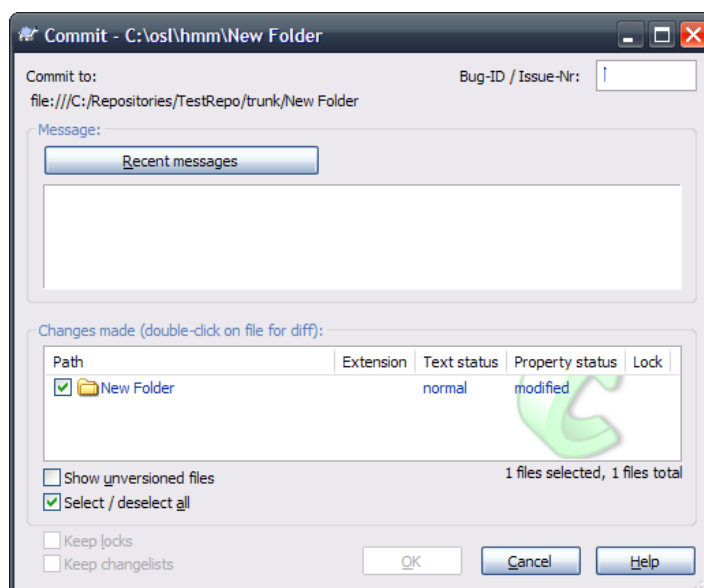 Commit - C:\osl\hmm\New Folder
Commit to:
Bug-ID / Issue-Nr:
file:///C:/Repositories/TestRepo/trunk/New Folder
Message:
Recent messages
Changes made (double-click on file for diff):
Path Extension Text status Property status Lock
New Folder normal modified
Show unversioned files
1 files selected, 1 files total
Select / deselect all
Keep locks
Keep changelists
OK Cancel Help